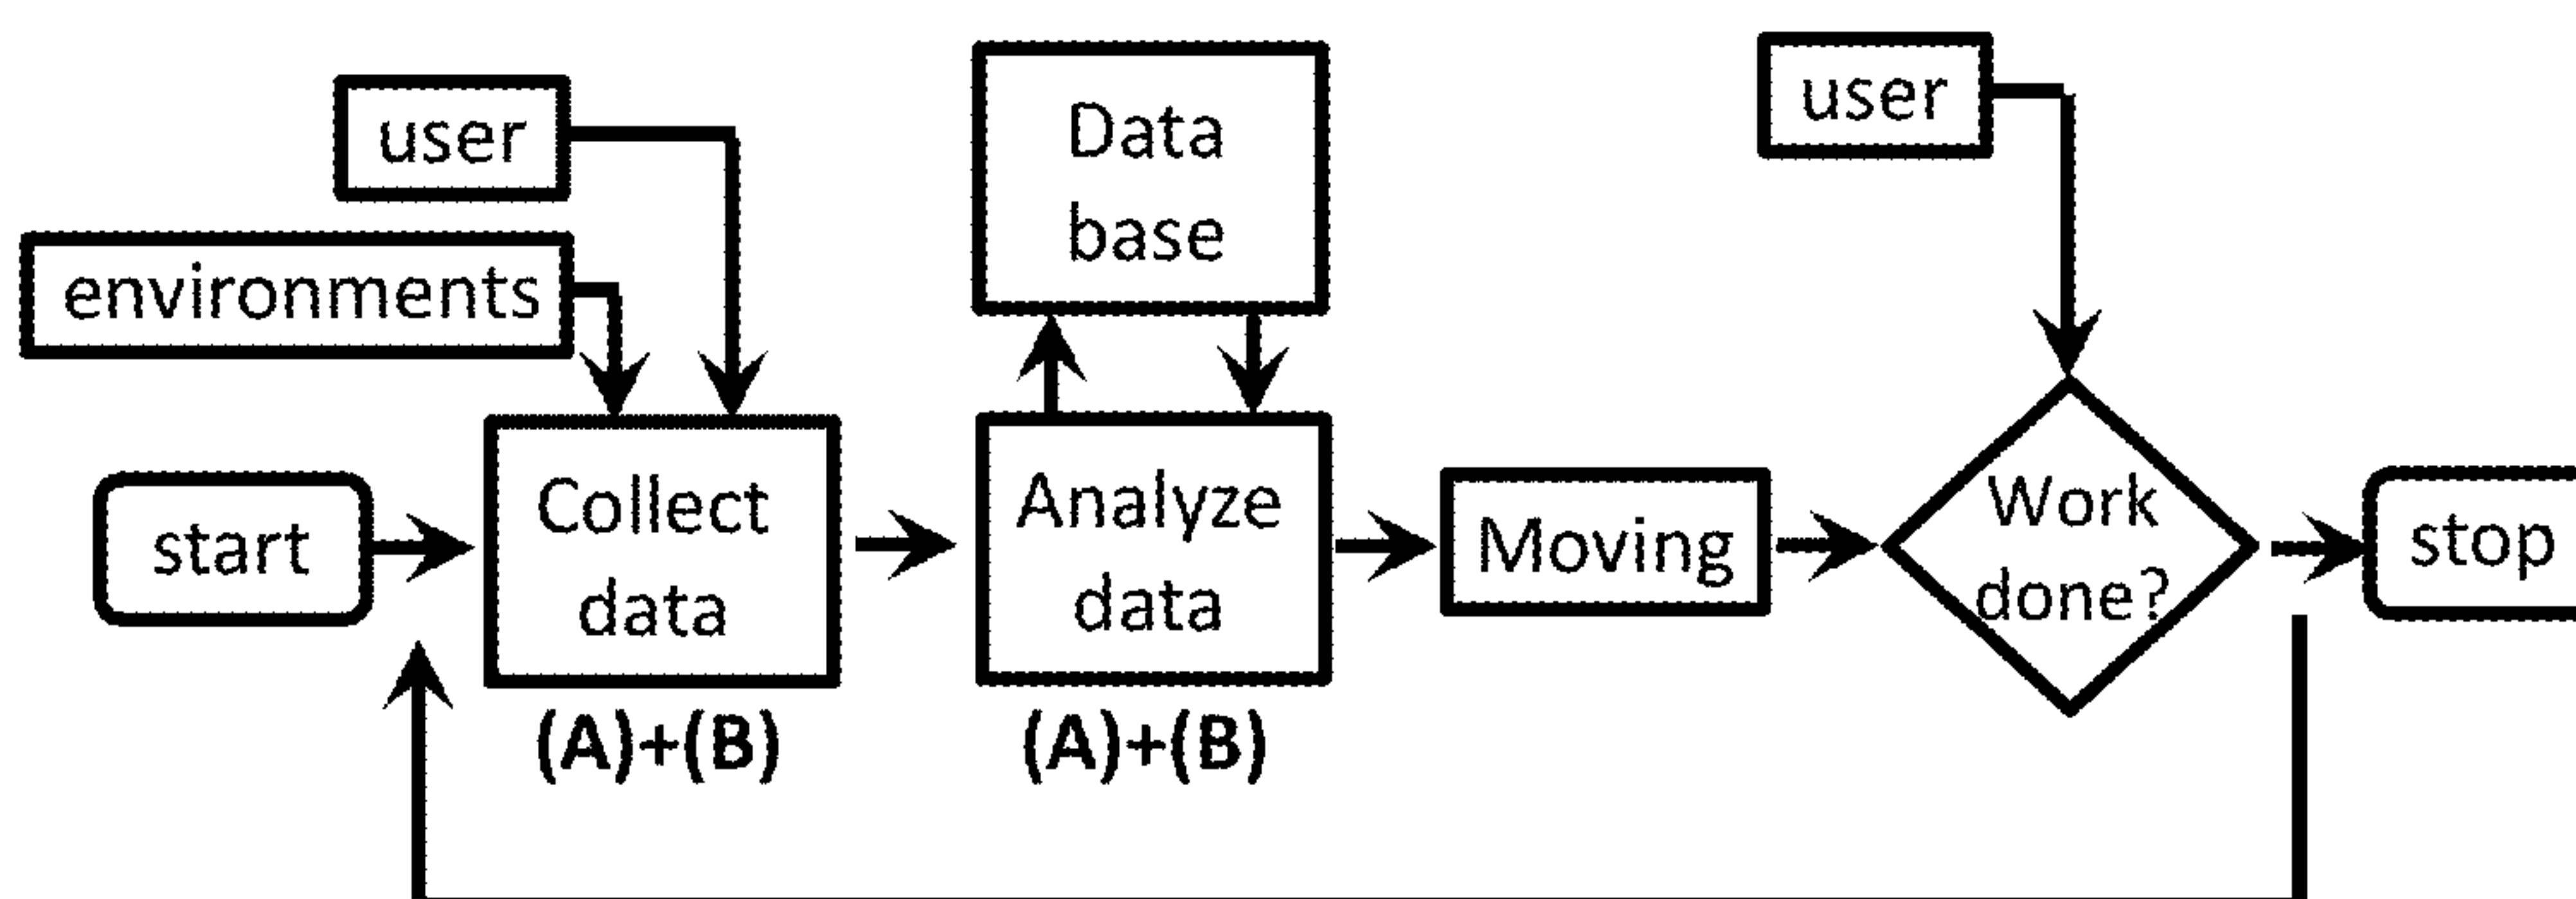 user
environments
Data
base
user
start
Collect
data
(A)+(B)
Analyze
data
(A)+(B)
Moving
Work
done?
stop